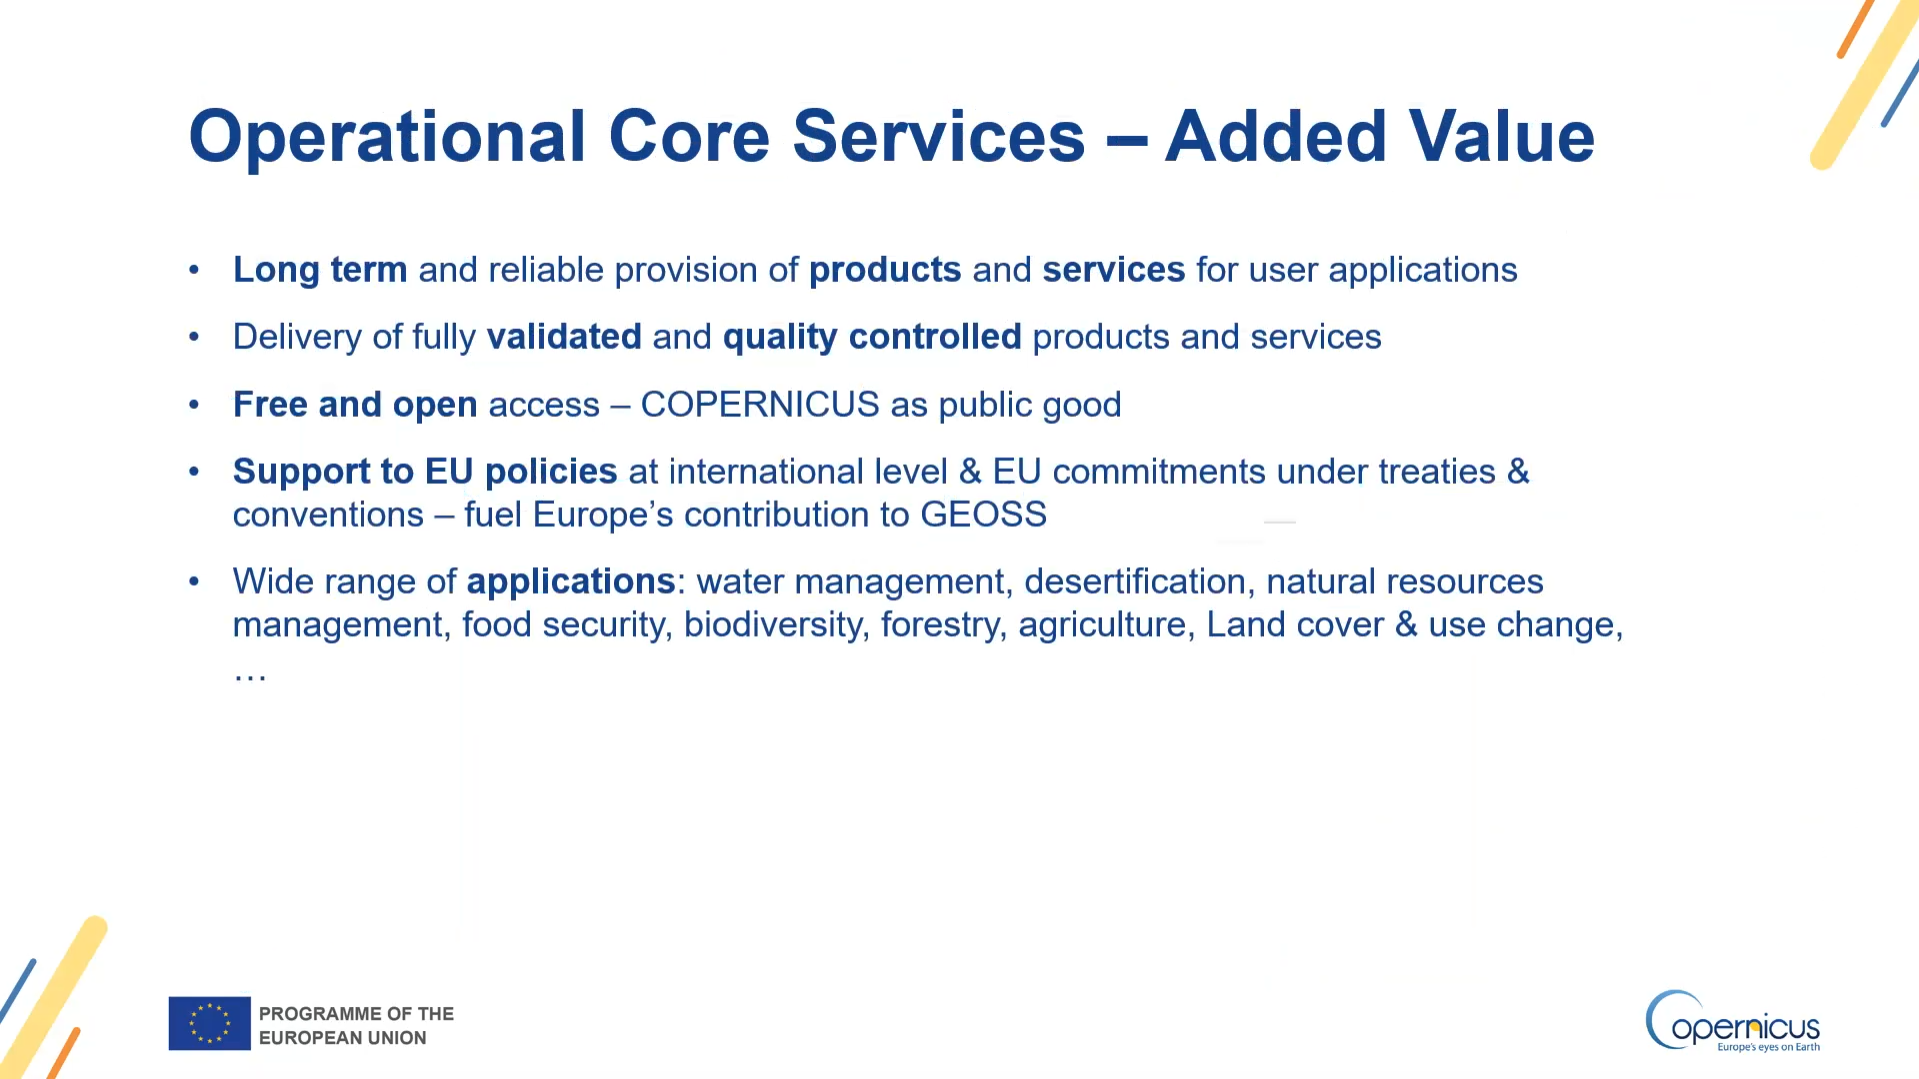 Operational Core Services – Added Value
• Long term and reliable provision of products and services for user applications
• Delivery of fully validated and quality controlled products and services
• Free and open access – COPERNICUS as public good
• Support to EU policies at international level & EU commitments under treaties &
conventions – fuel Europe’s contribution to GEOSS
• Wide range of applications: water management, desertification, natural resources
management, food security, biodiversity, forestry, agriculture, Land cover & use change,
…
PROGRAMME OF THE
EUROPEAN UNION
Copernicus
Europe's eyes on Earth